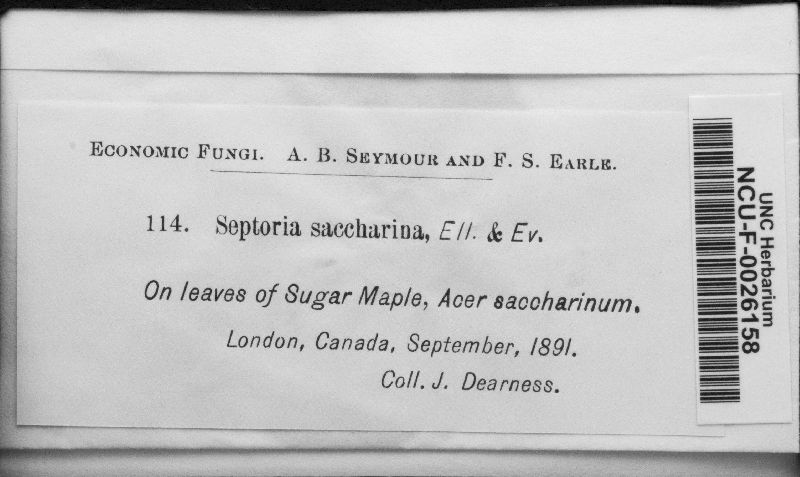 Economic Fungi. A. B. Seymour and F. S. Earle.
114. Septoria saccharina, Ell. & Ev.
On leaves of Sugar Maple, Acer saccharinum.
London, Canada, September, 1891.
Coll. J. Dearness.
UNC Herbarium
NCU-F-0026158